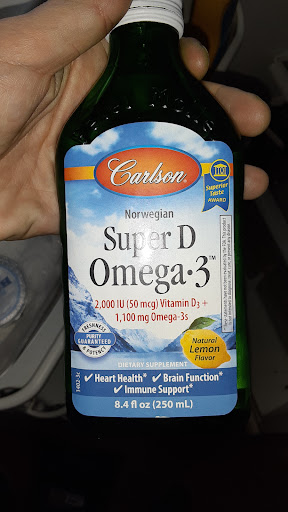 Carlson
Superior
Taste
AWARD
Norwegian
Super D
Omega·3™
2,000 IU (50 mcg) Vitamin D3 +
1,100 mg Omega-3s
FRESHNESS
PURITY
GUARANTEED
& POTENCY
Natural
Lemon
Flavor
DIETARY SUPPLEMENT
✓ Heart Health* ✓ Brain Function*
✓ Immune Support*
8.4 fl oz (250 mL)